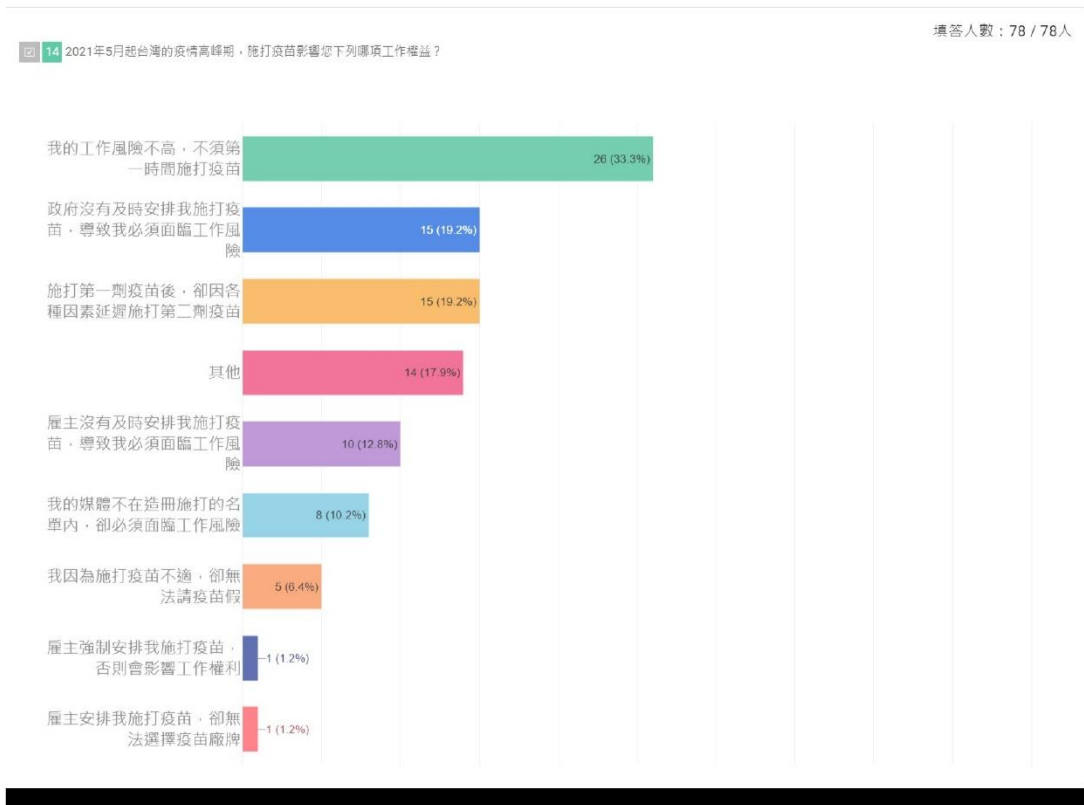 填答人數：78 / 78人
14 2021年5月起台灣的疫情高峰期，施打疫苗影響您下列哪項工作權益？
我的工作風險不高，不須第
一時間施打疫苗
26 (33.3%)
政府沒有及時安排我施打疫
苗，導致我必須面臨工作風
險
15 (19.2%)
施打第一劑疫苗後，卻因各
種因素延遲施打第二劑疫苗
15 (19.2%)
其他
14 (17.9%)
雇主沒有及時安排我施打疫
苗，導致我必須面臨工作風
險
10 (12.8%)
我的媒體不在造冊施打的名
單內，卻必須面臨工作風險
8 (10.2%)
我因為施打疫苗不適，卻無
法請疫苗假
5 (6.4%)
雇主強制安排我施打疫苗，
否則會影響工作權利
1 (1.2%)
雇主安排我施打疫苗，卻無
法選擇疫苗廠牌
1 (1.2%)